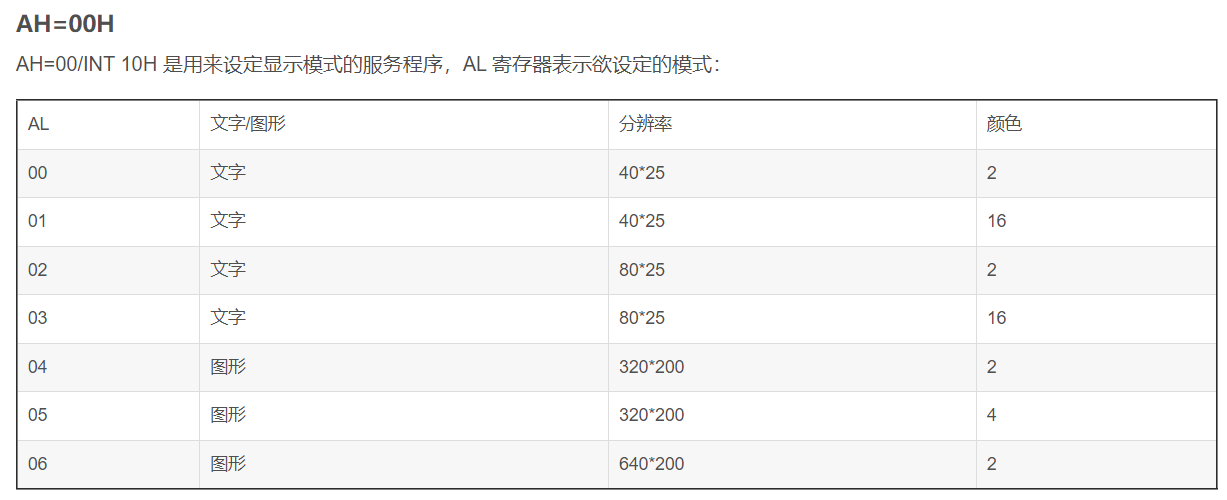 AH=00H
AH=00/INT 10H 是用来设定显示模式的服务程序，AL 寄存器表示欲设定的模式：
AL 文字/图形 分辨率 颜色
00 文字 40*25 2
01 文字 40*25 16
02 文字 80*25 2
03 文字 80*25 16
04 图形 320*200 2
05 图形 320*200 4
06 图形 640*200 2